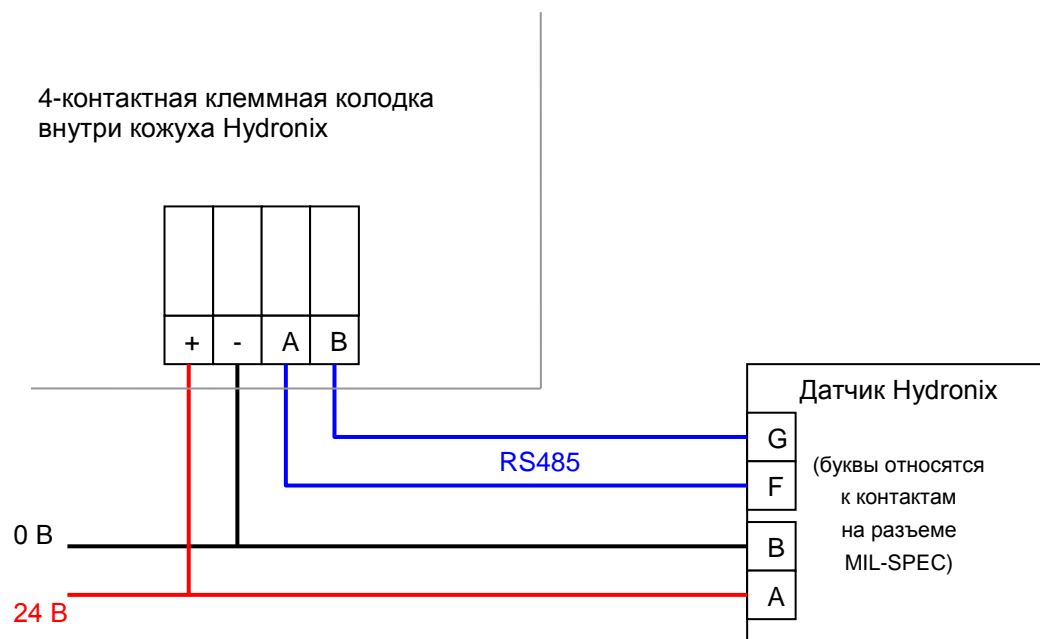 4-контактная клеммная колодка
внутри кожуха Hydronix
+ - A B
Датчик Hydronix
G
RS485
(буквы относятся
F
к контактам
на разъеме
0 В
B
MIL-SPEC)
A
24 В